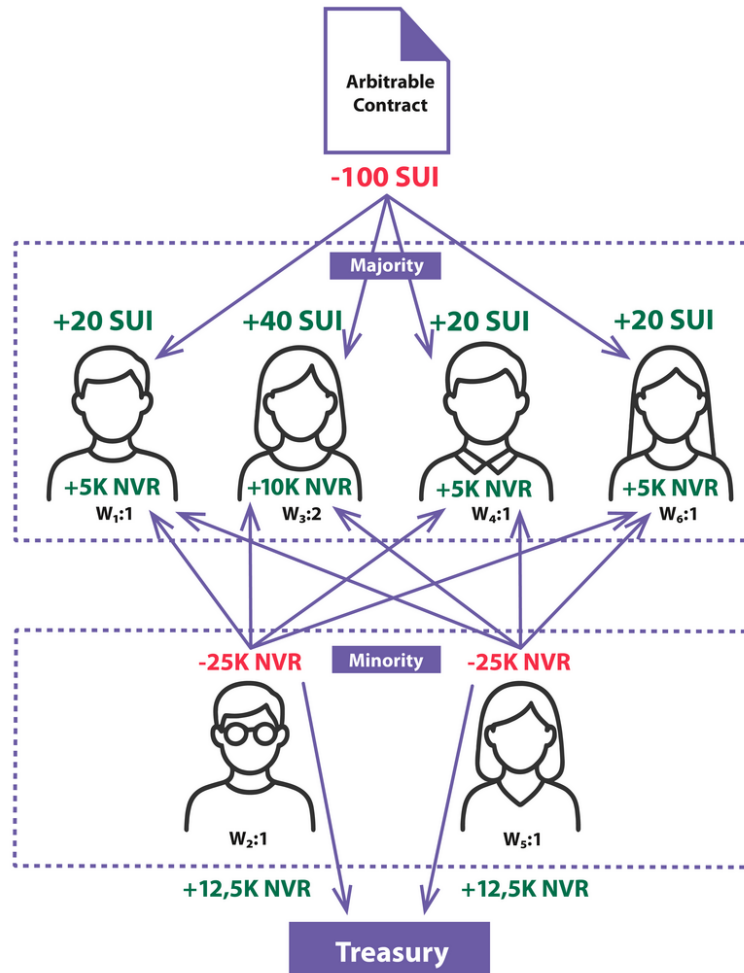 Arbitrable
Contract
-100 SUI
Majority
+20 SUI
+40 SUI
+20 SUI
+20 SUI
+5K NVR
+10K NVR
+5K NVR
+5K NVR
W₁:1
W₃:2
W₄:1
W₆:1
-25K NVR
Minority
-25K NVR
W₂:1
W₅:1
+12,5K NVR
+12,5K NVR
Treasury